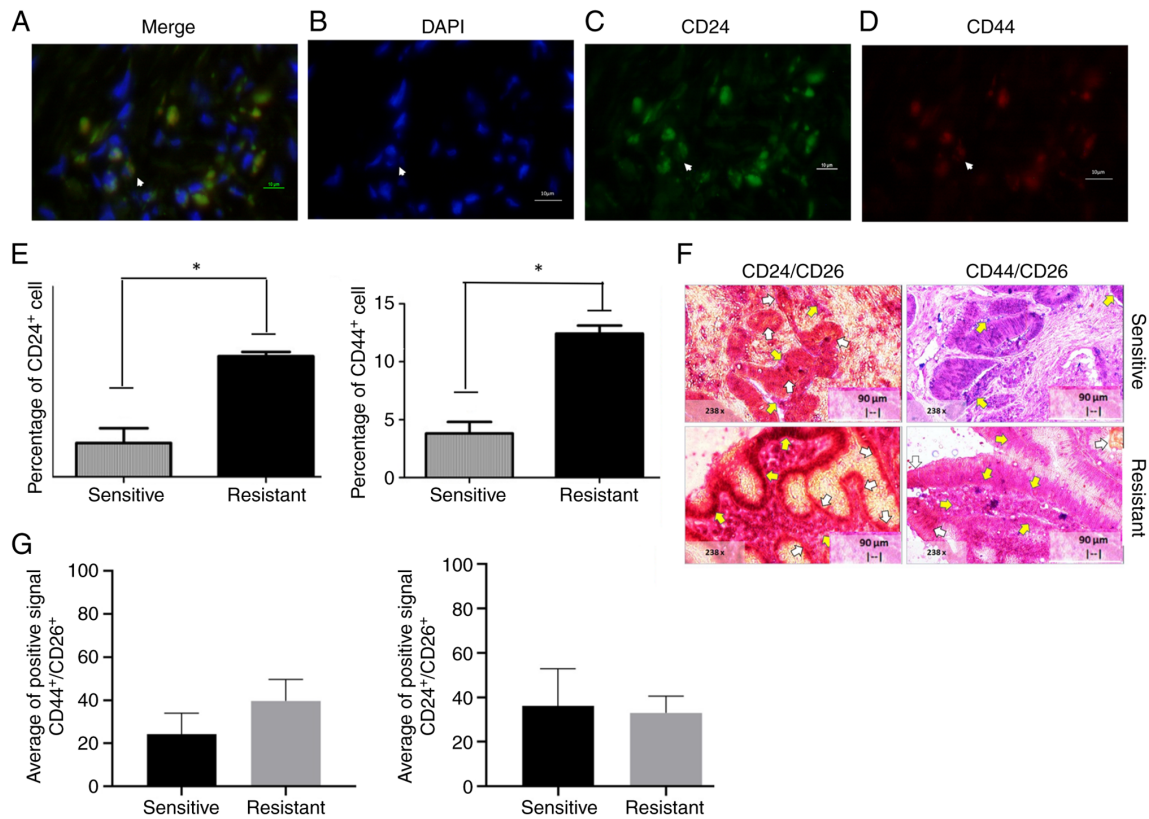 A Merge B DAPI C CD24 D CD44
10 µm
10µm
10 µm
10µm
E
Percentage of CD24+ cell
*
Sensitive Resistant
Percentage of CD44+ cell
15
10
5
0
*
Sensitive Resistant
F
CD24/CD26 CD44/CD26
238 x 90 µm 238 x 90 µm Sensitive
238 x 90 µm 238 x 90 µm Resistant
G
Average of positive signal
CD44+/CD26+
100
80
60
40
20
0
Sensitive Resistant
Average of positive signal
CD24+/CD26+
100
80
60
40
20
0
Sensitive Resistant